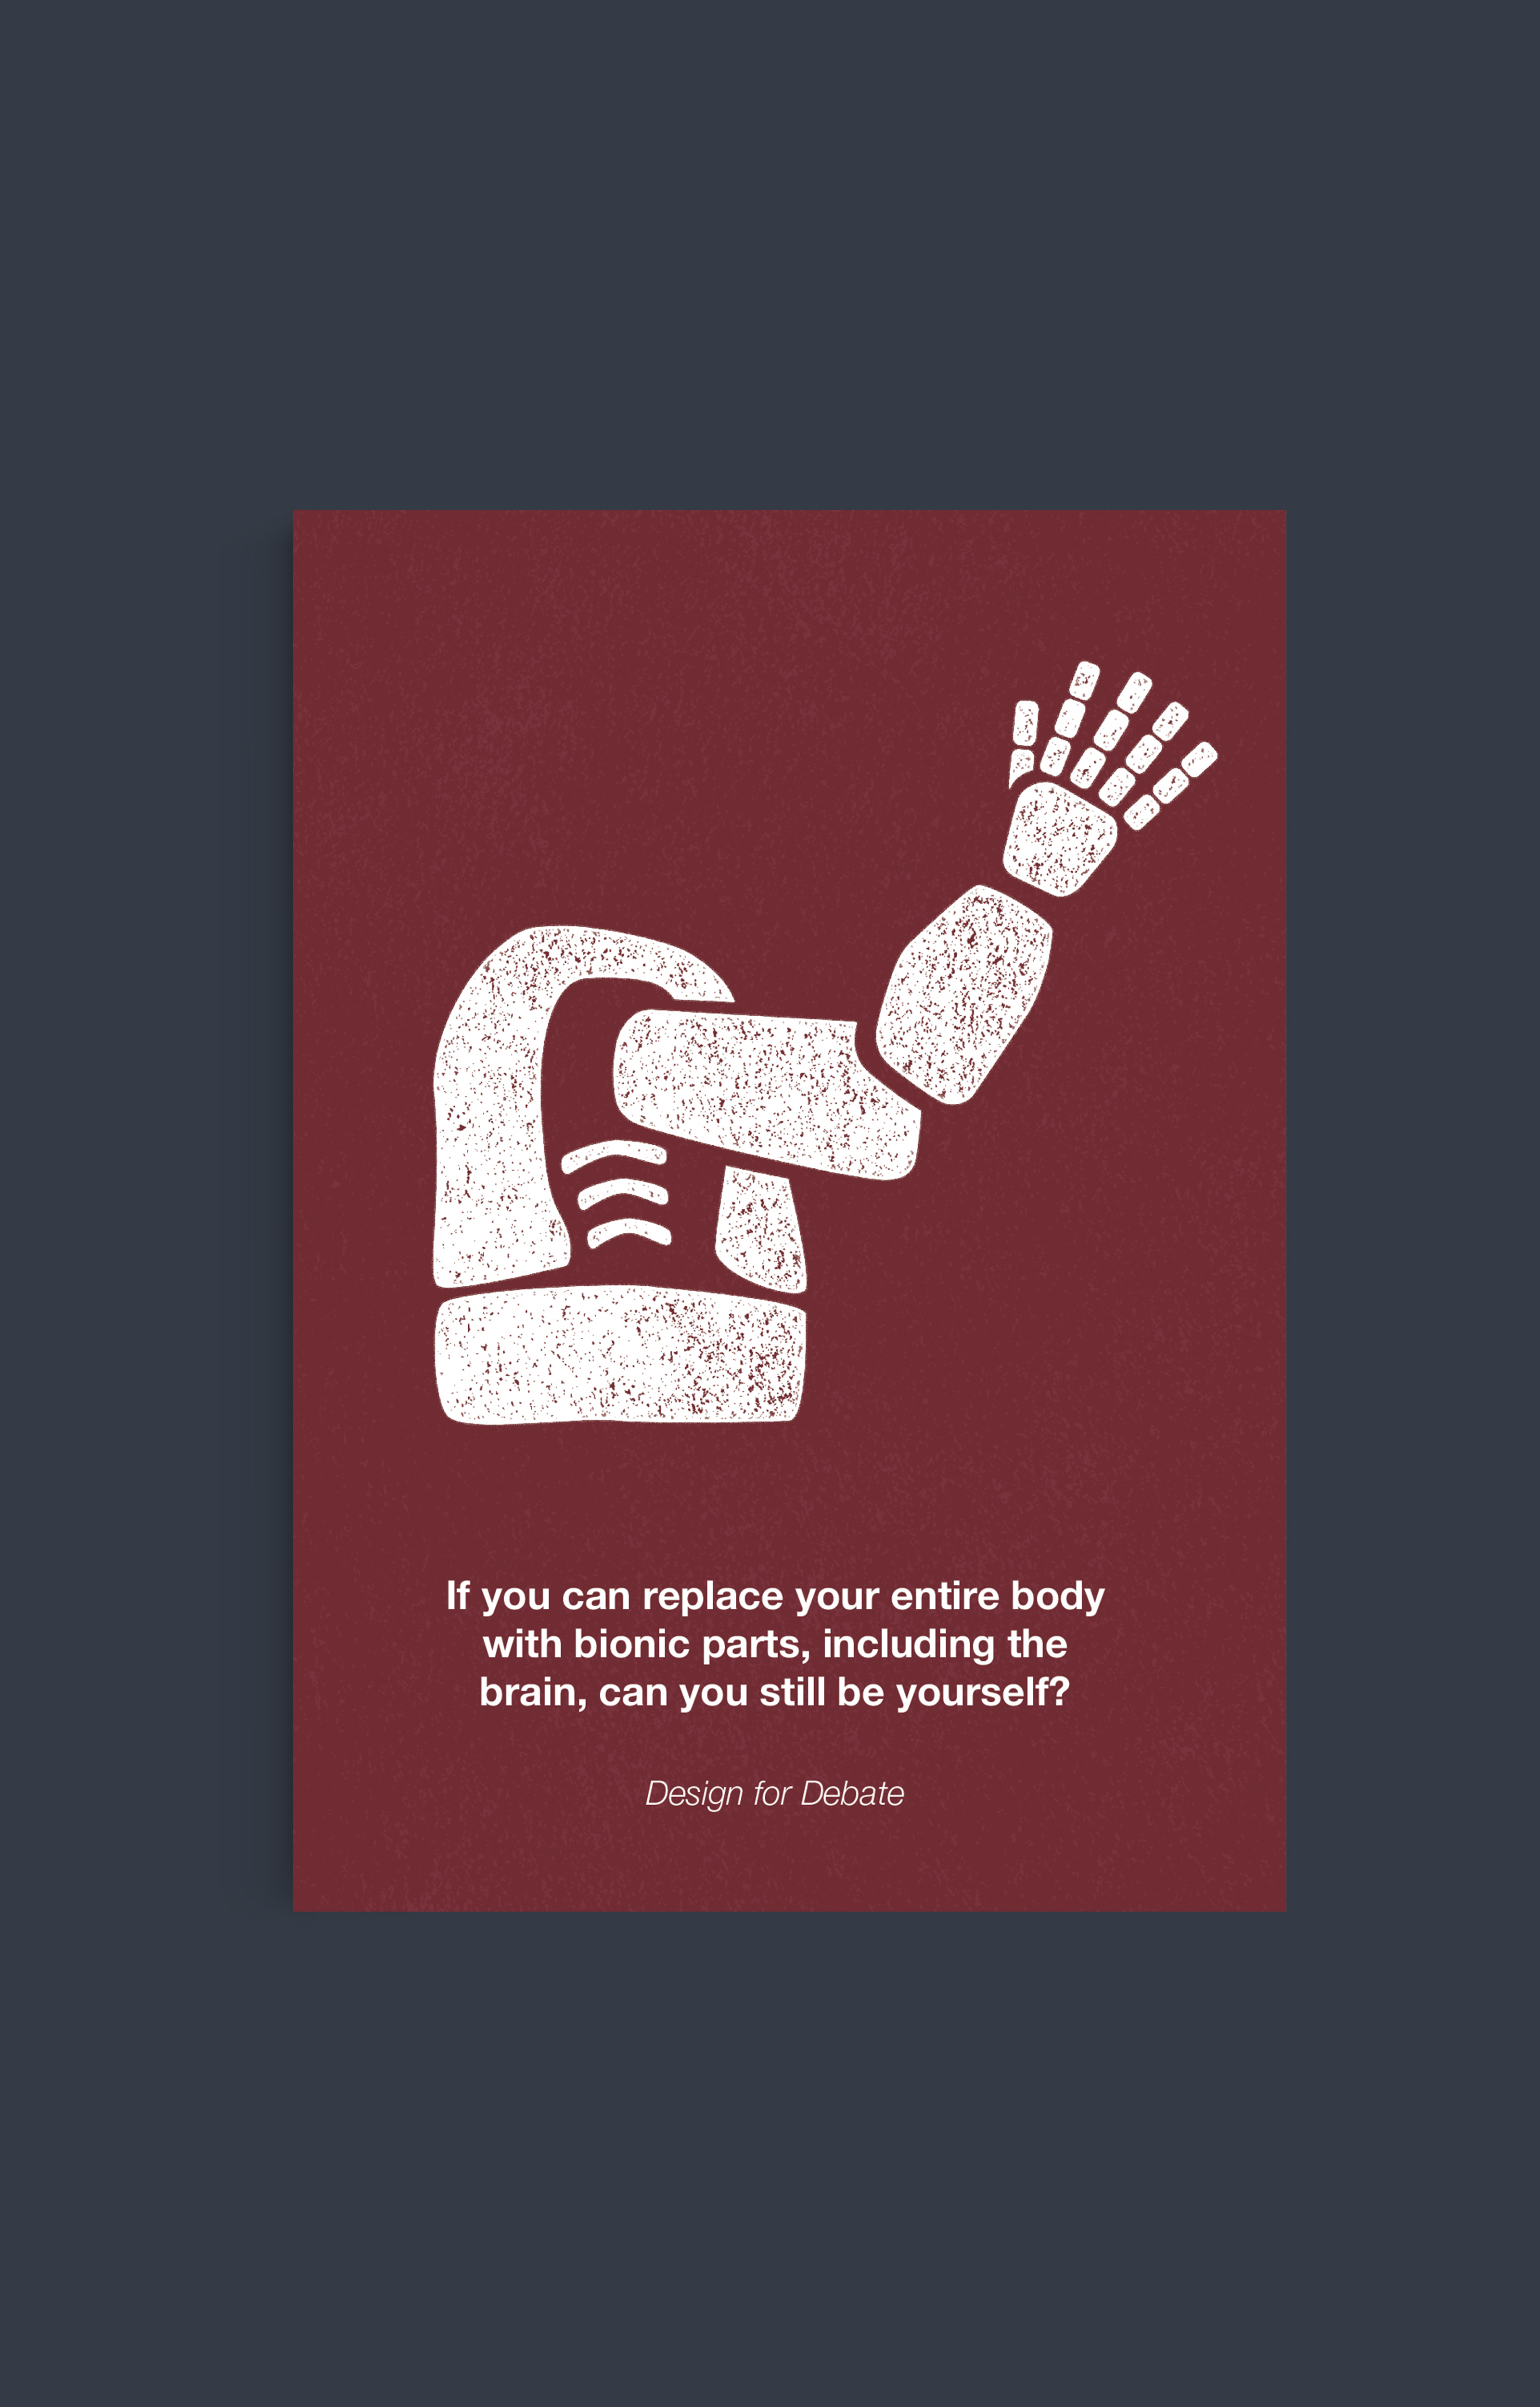 If you can replace your entire body
with bionic parts, including the
brain, can you still be yourself?
Design for Debate